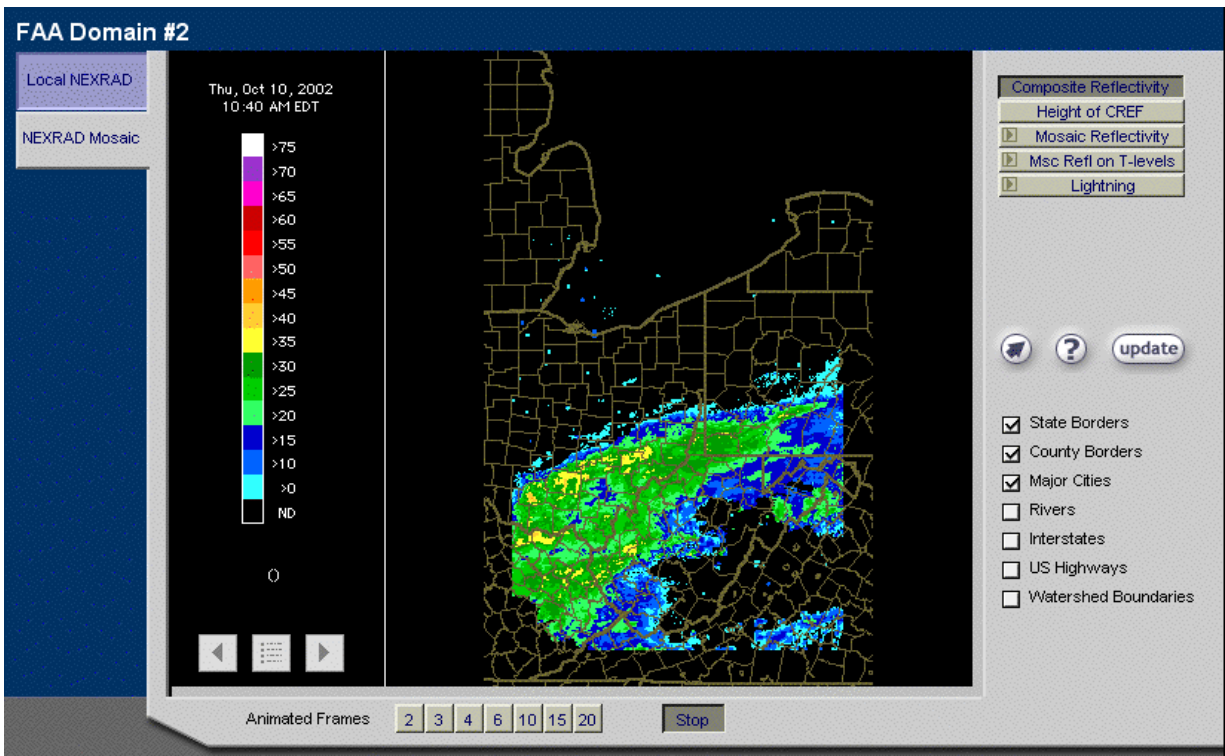 FAA Domain #2
Local NEXRAD
NEXRAD Mosaic
Thu, Oct 10, 2002
10:40 AM EDT
>75
>70
>65
>60
>55
>50
>45
>40
>35
>30
>25
>20
>15
>10
>0
ND
()
Composite Reflectivity
Height of CREF
Mosaic Reflectivity
Msc Refl on T-levels
Lightning
? update
State Borders
County Borders
Major Cities
Rivers
Interstates
US Highways
Watershed Boundaries
Animated Frames 2 3 4 6 10 15 20 Stop